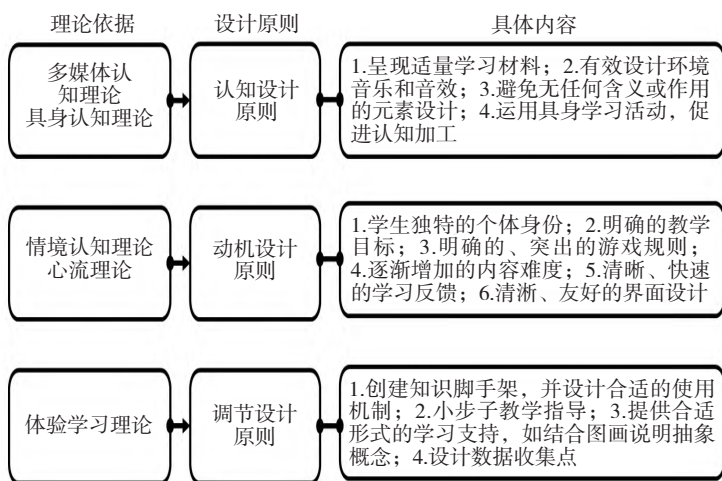 理论依据 设计原则 具体内容
多媒体认
知理论
具身认知理论
认知设计
原则
1.呈现适量学习材料；2.有效设计环境
音乐和音效；3.避免无任何含义或作用
的元素设计；4.运用具身学习活动，促
进认知加工
情境认知理论
心流理论
动机设计
原则
1.学生独特的个体身份；2.明确的教学
目标；3.明确的、突出的游戏规则；
4.逐渐增加的内容难度；5.清晰、快速
的学习反馈；6.清淅、友好的界面设计
体验学习理论
调节设计
原则
1.创建知识脚手架，并设计合适的使用
机制；2.小步子教学指导；3.提供合适
形式的学习支持，如结合图画说明抽象
概念；4.设计数据收集点